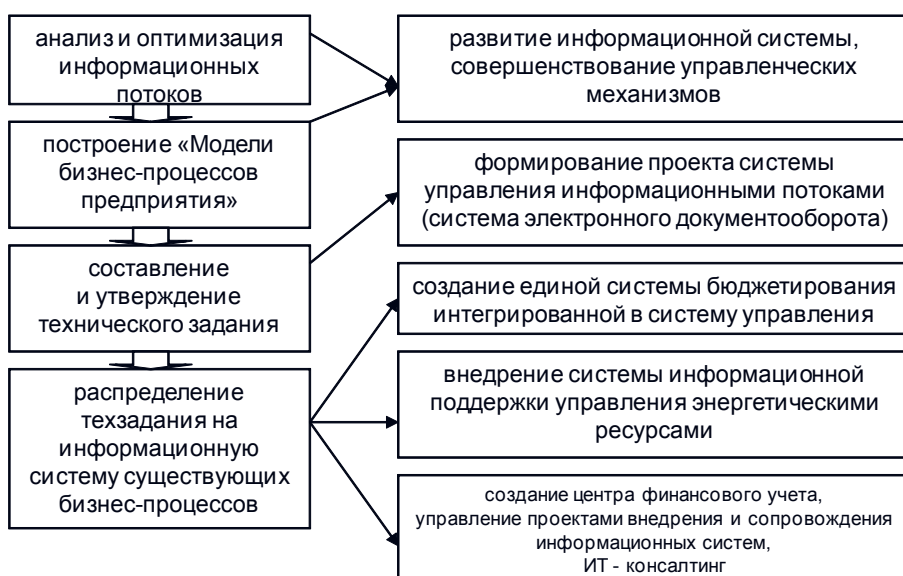 анализ и оптимизация
информационных
потоков
построение «Модели
бизнес-процессов
предприятия»
составление
и утверждение
технического задания
распределение
техзадания на
информационную
систему существующих
бизнес-процессов
развитие информационной системы,
совершенствование управленческих
механизмов
формирование проекта системы
управления информационными потоками
(система электронного документооборота)
создание единой системы бюджетирования
интегрированной в систему управления
внедрение системы информационной
поддержки управления энергетическими
ресурсами
создание центра финансового учета,
управление проектами внедрения и сопровождения
информационных систем,
ИТ - консалтинг